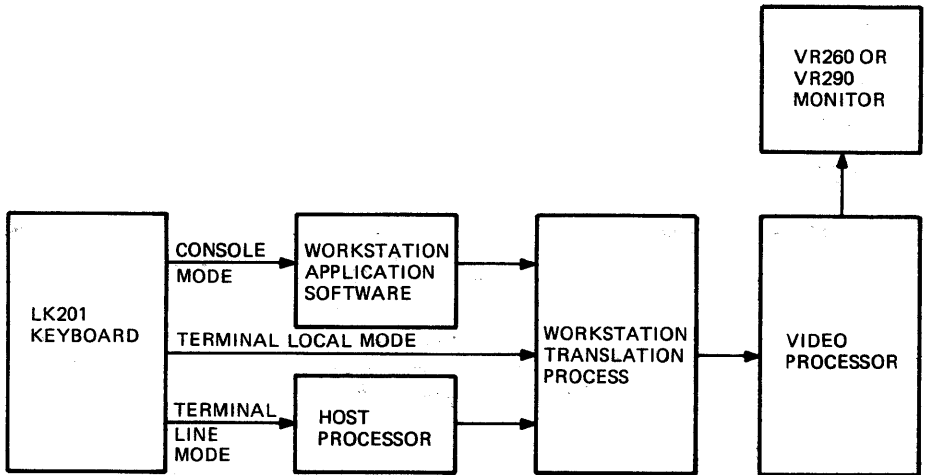 VR260 OR
VR290
MONITOR
LK201
KEYBOARD
CONSOLE
MODE
WORKSTATION
APPLICATION
SOFTWARE
TERMINAL LOCAL MODE
TERMINAL
LINE
MODE
HOST
PROCESSOR
WORKSTATION
TRANSLATION
PROCESS
VIDEO
PROCESSOR